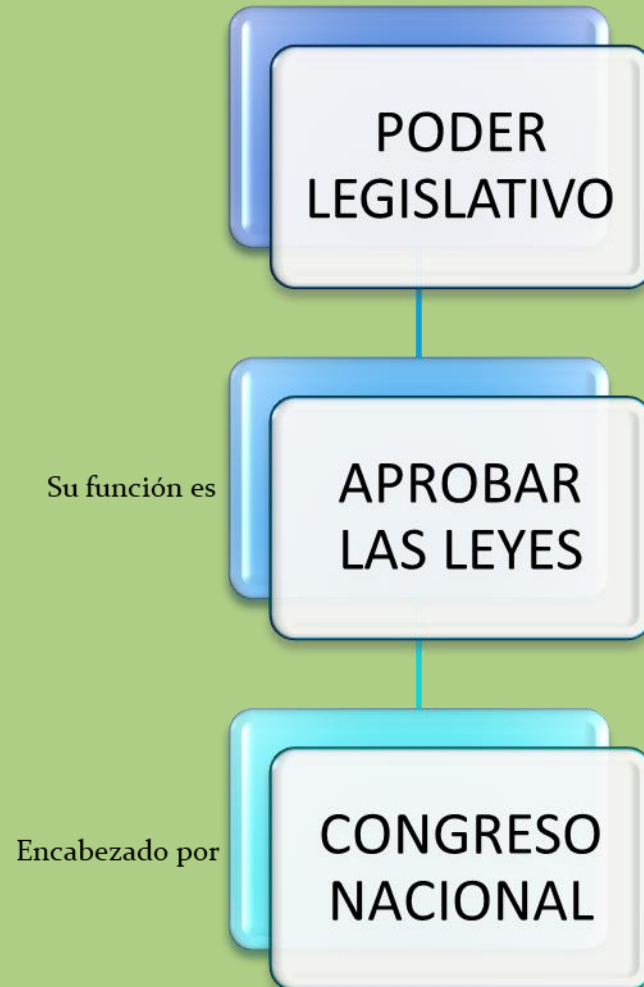 PODER
LEGISLATIVO
Su función es
APROBAR
LAS LEYES
Encabezado por
CONGRESO
NACIONAL